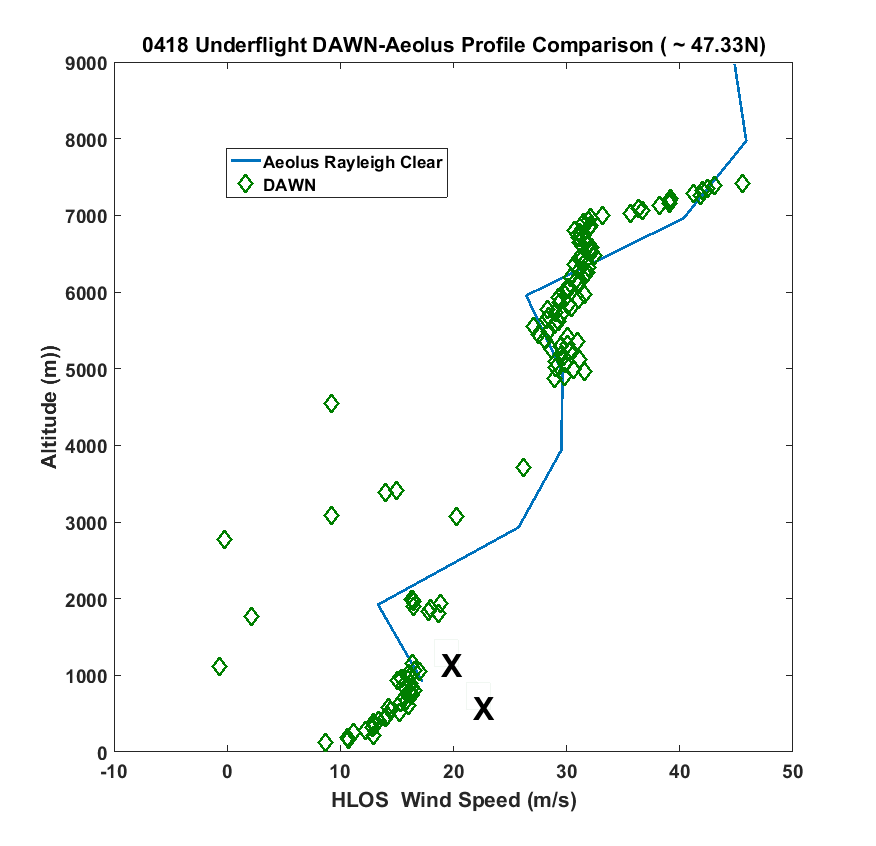 0418 Underflight DAWN-Aeolus Profile Comparison ( ~ 47.33N)
9000
8000
7000
6000
5000
4000
3000
2000
1000
0
Altitude (m))
Aeolus Rayleigh Clear
DAWN
X
X
-10 0 10 20 30 40 50
HLOS Wind Speed (m/s)